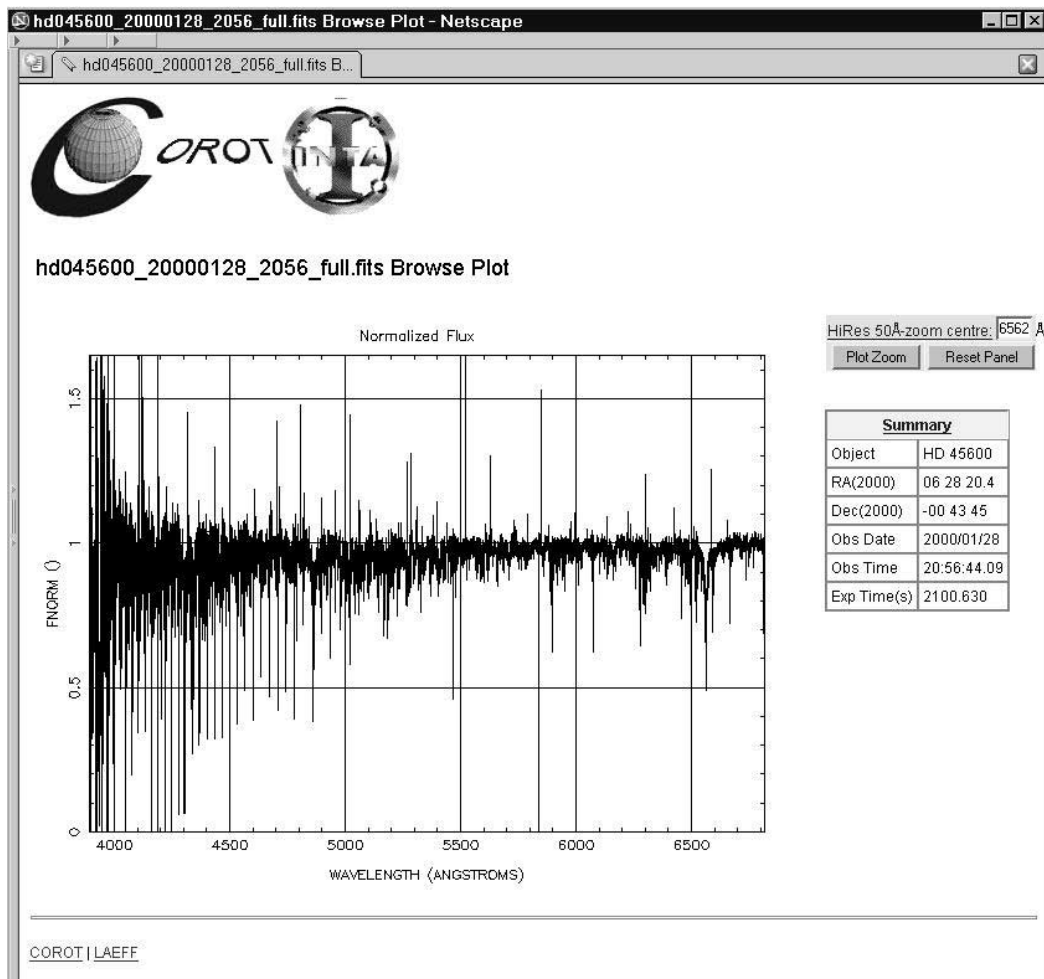 hd045600_20000128_2056_full.fits Browse Plot - Netscape
hd045600_20000128_2056_full.fits B...
COROT
INTA
hd045600_20000128_2056_full.fits Browse Plot
Normalized Flux
HiRes 50Å-zoom centre: 6562 Å
Plot Zoom Reset Panel
Summary
Object HD 45600
RA(2000) 06 28 20.4
Dec(2000) -00 43 45
Obs Date 2000/01/28
Obs Time 20:56:44.09
Exp Time(s) 2100.630
FNORM ()
1.5
1
0.5
0
4000 4500 5000 5500 6000 6500
WAVELENGTH (ANGSTROMS)
COROT | LAEFF